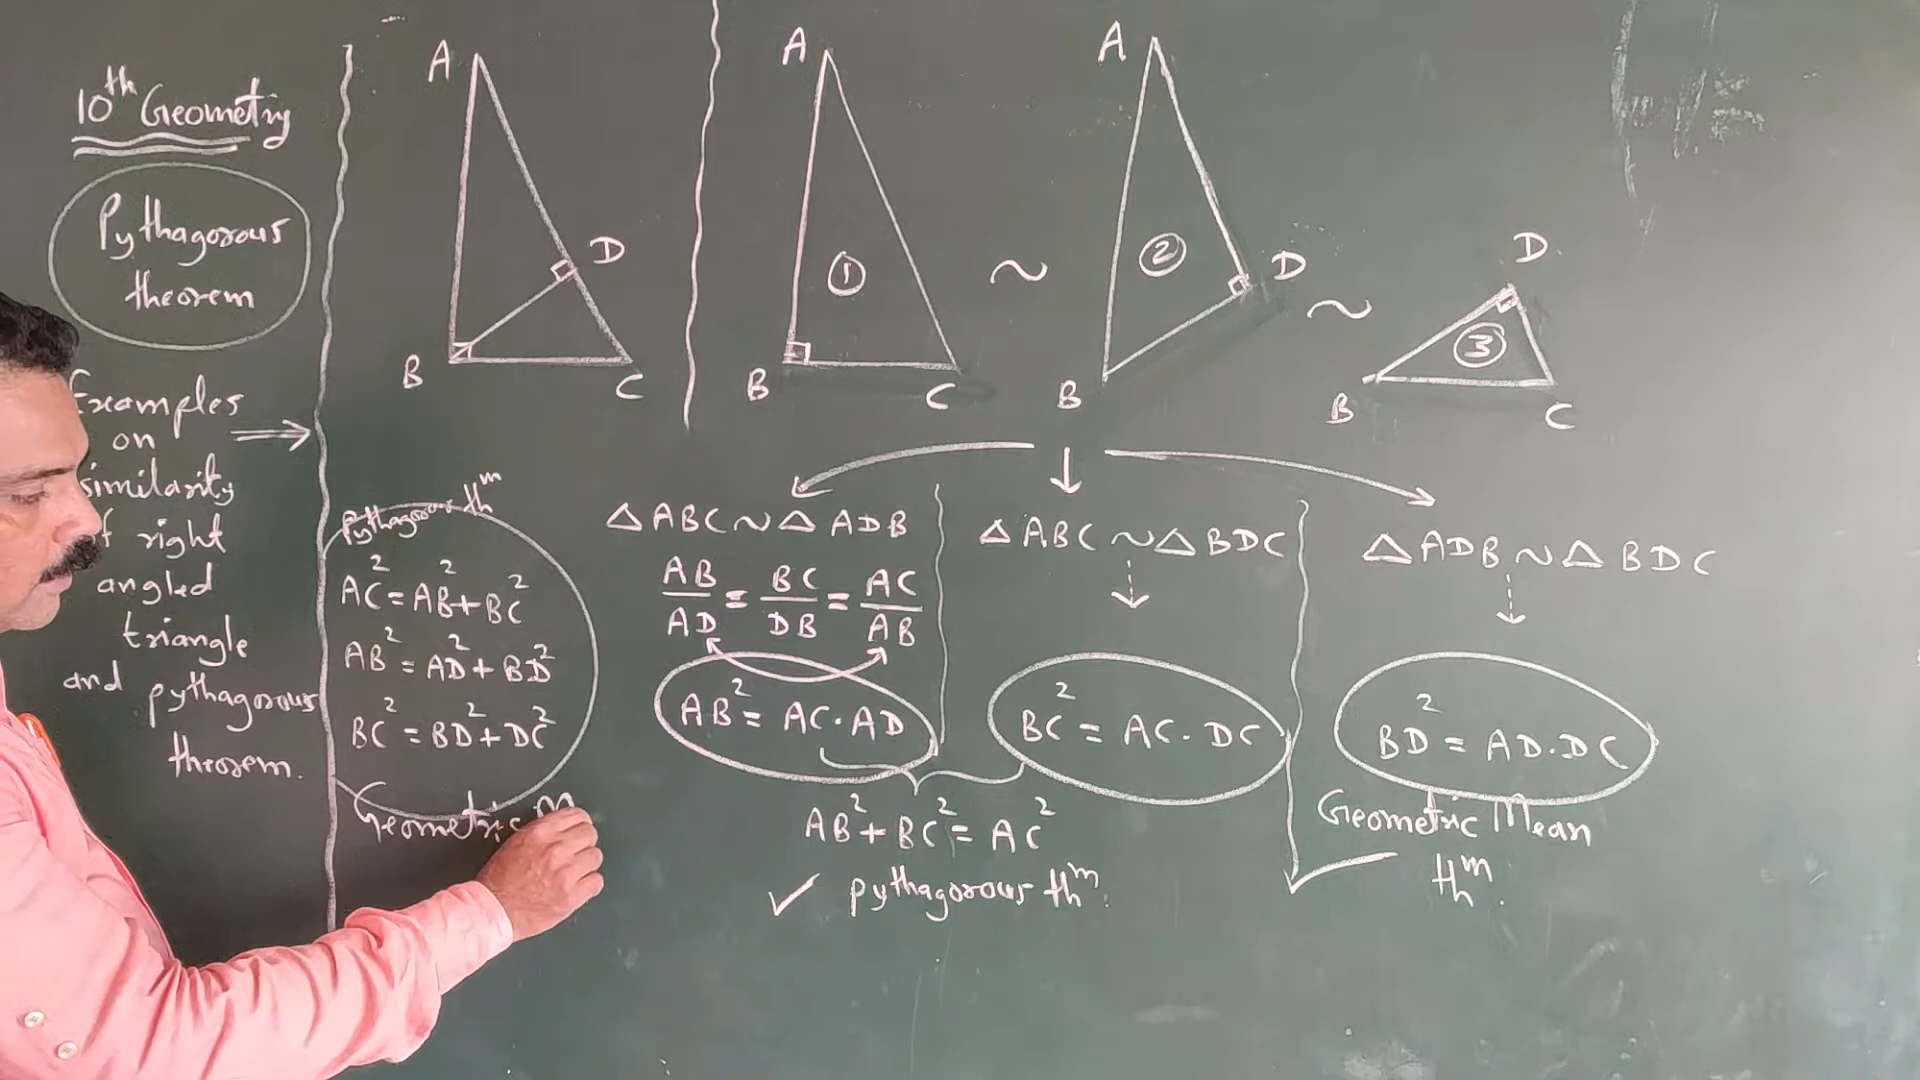 10th Geometry
Pythagorous
theorem
Examples
on
similarity
of right
angled
triangle
and pythagorous
theorem.
A
D
B
C
A
①
B
C
~
A
②
D
B
~
D
③
B
C
Pythagorous thm
AC² = AB² + BC²
AB² = AD² + BD²
BC² = BD² + DC²
Geometric M
△ABC ~ △ADB
AB/AD = BC/DB = AC/AB
AB² = AC · AD
△ABC ~ △BDC
BC² = AC · DC
AB² + BC² = AC²
✓ pythagorous thm.
△ADB ~ △BDC
BD² = AD · DC
Geometric Mean
✓ thm.